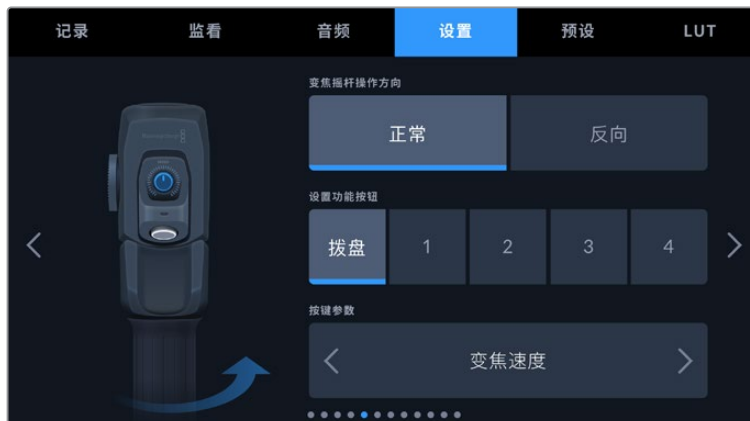 记录 监看 音频 设置 预设 LUT
变焦摇杆操作方向
正常 反向
设置功能按钮
拨盘 1 2 3 4
按键参数
变焦速度